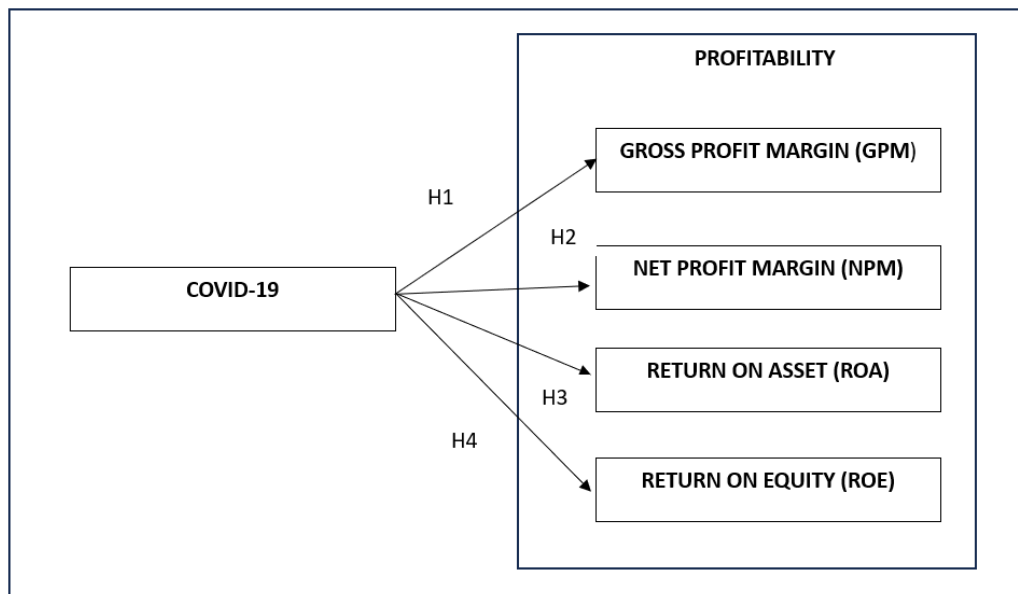 PROFITABILITY
GROSS PROFIT MARGIN (GPM)
H1
H2
NET PROFIT MARGIN (NPM)
COVID-19
RETURN ON ASSET (ROA)
H3
H4
RETURN ON EQUITY (ROE)